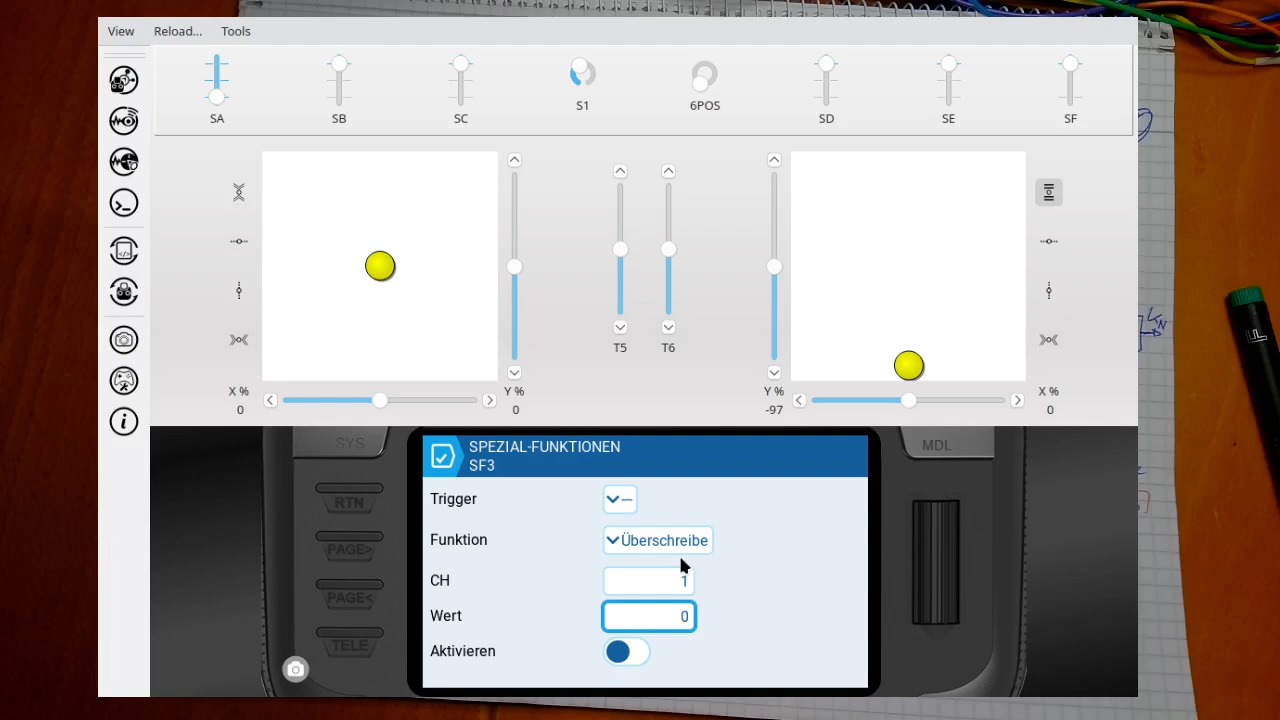 View Reload... Tools
SA SB SC S1 6POS SD SE SF
T5 T6
X % Y % Y % X %
0 0 -97 0
SYS MDL
SPEZIAL-FUNKTIONEN
SF3
RTN
PAGE>
PAGE<
TELE
Trigger —
Funktion Überschreibe
CH 1
Wert 0
Aktivieren